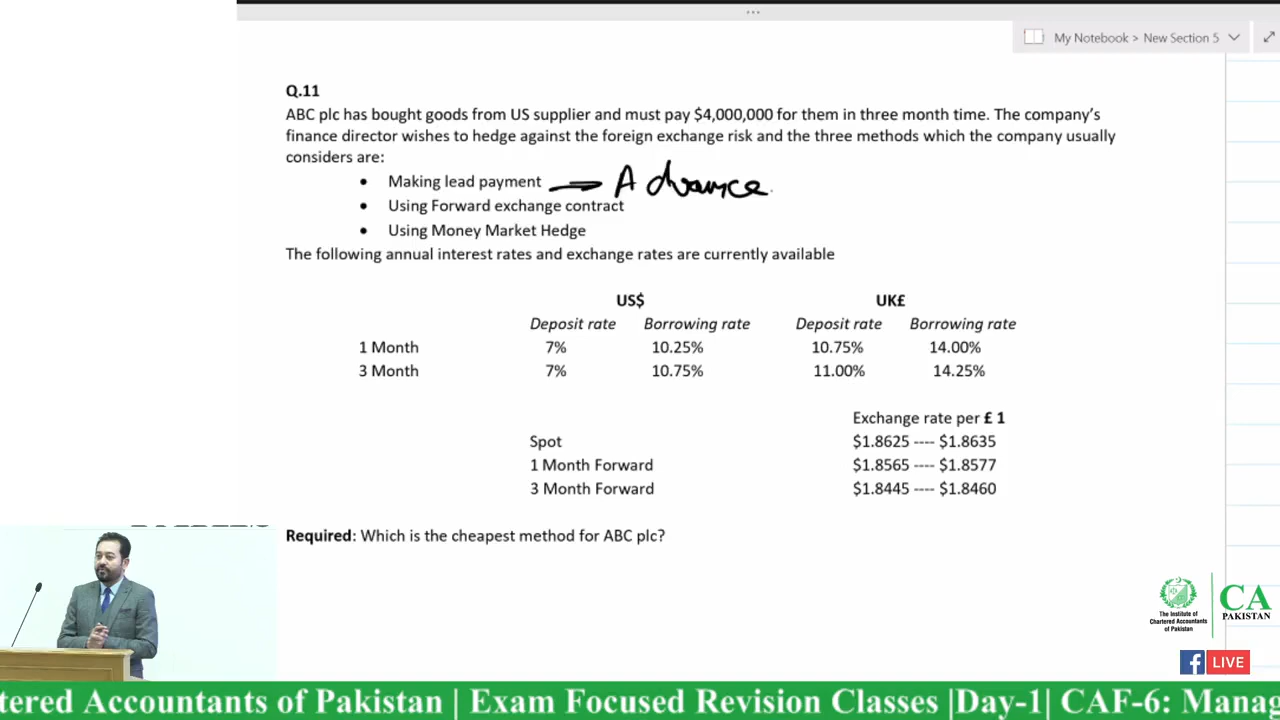 My Notebook > New Section 5
Q.11
ABC plc has bought goods from US supplier and must pay $4,000,000 for them in three month time. The company's
finance director wishes to hedge against the foreign exchange risk and the three methods which the company usually
considers are:
• Making lead payment → Advance
• Using Forward exchange contract
• Using Money Market Hedge
The following annual interest rates and exchange rates are currently available
US$ UK£
Deposit rate Borrowing rate Deposit rate Borrowing rate
1 Month 7% 10.25% 10.75% 14.00%
3 Month 7% 10.75% 11.00% 14.25%
Exchange rate per £ 1
Spot $1.8625 ---- $1.8635
1 Month Forward $1.8565 ---- $1.8577
3 Month Forward $1.8445 ---- $1.8460
Required: Which is the cheapest method for ABC plc?
The Institute of
Chartered Accountants
of Pakistan
CA
PAKISTAN
f LIVE
tered Accountants of Pakistan | Exam Focused Revision Classes |Day-1| CAF-6: Manag